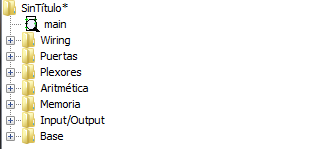 SinTítulo*
main
Wiring
Puertas
Plexores
Aritmética
Memoria
Input/Output
Base